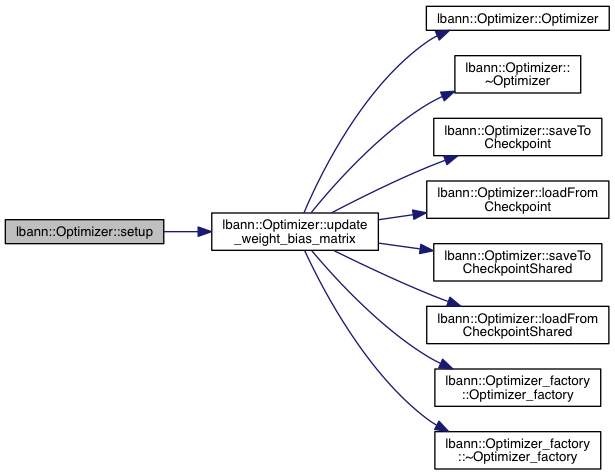 lbann::Optimizer::setup
lbann::Optimizer::update
_weight_bias_matrix
lbann::Optimizer::Optimizer
lbann::Optimizer::
~Optimizer
lbann::Optimizer::saveTo
Checkpoint
lbann::Optimizer::loadFrom
Checkpoint
lbann::Optimizer::saveTo
CheckpointShared
lbann::Optimizer::loadFrom
CheckpointShared
lbann::Optimizer_factory
::Optimizer_factory
lbann::Optimizer_factory
::~Optimizer_factory